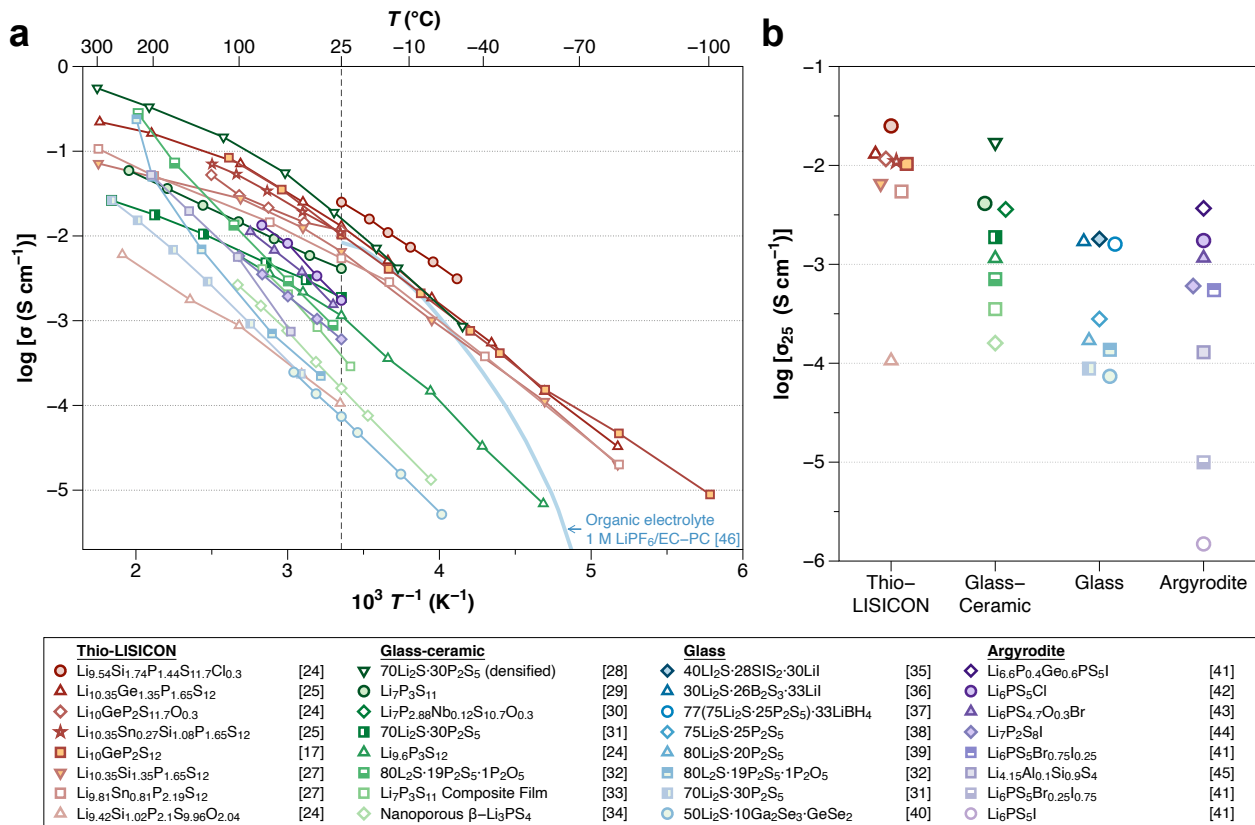 a
T (°C)
300 200 100 25 −10 −40 −70 −100
0
−1
−2
−3
−4
−5
log [σ (S cm⁻¹)]
Organic electrolyte
1 M LiPF₆/EC−PC [46]
2 3 4 5 6
10³ T⁻¹ (K⁻¹)
b
−1
−2
−3
−4
−5
−6
log [σ₂₅ (S cm⁻¹)]
Thio− Glass− Glass Argyrodite
LISICON Ceramic
Thio-LISICON
Li₉.₅₄Si₁.₇₄P₁.₄₄S₁₁.₇Cl₀.₃ [24]
Li₁₀.₃₅Ge₁.₃₅P₁.₆₅S₁₂ [25]
Li₁₀GeP₂S₁₁.₇O₀.₃ [24]
Li₁₀.₃₅Sn₀.₂₇Si₁.₀₈P₁.₆₅S₁₂ [25]
Li₁₀GeP₂S₁₂ [17]
Li₁₀.₃₅Si₁.₃₅P₁.₆₅S₁₂ [27]
Li₉.₈₁Sn₀.₈₁P₂.₁₉S₁₂ [27]
Li₉.₄₂Si₁.₀₂P₂.₁S₉.₉₆O₂.₀₄ [24]
Glass-ceramic
70Li₂S·30P₂S₅ (densified) [28]
Li₇P₃S₁₁ [29]
Li₇P₂.₈₈Nb₀.₁₂S₁₀.₇O₀.₃ [30]
70Li₂S·30P₂S₅ [31]
Li₉.₆P₃S₁₂ [24]
80L₂S·19P₂S₅·1P₂O₅ [32]
Li₇P₃S₁₁ Composite Film [33]
Nanoporous β−Li₃PS₄ [34]
Glass
40LI₂S·28SIS₂·30LiI [35]
30Li₂S·26B₂S₃·33LiI [36]
77(75Li₂S·25P₂S₅)·33LiBH₄ [37]
75Li₂S·25P₂S₅ [38]
80Li₂S·20P₂S₅ [39]
80L₂S·19P₂S₅·1P₂O₅ [32]
70Li₂S·30P₂S₅ [31]
50Li₂S·10Ga₂Se₃·GeSe₂ [40]
Argyrodite
Li₆.₆P₀.₄Ge₀.₆PS₅I [41]
Li₆PS₅Cl [42]
Li₆PS₄.₇O₀.₃Br [43]
Li₇P₂S₈I [44]
Li₆PS₅Br₀.₇₅I₀.₂₅ [41]
Li₄.₁₅Al₀.₁Si₀.₉S₄ [45]
Li₆PS₅Br₀.₂₅I₀.₇₅ [41]
Li₆PS₅I [41]